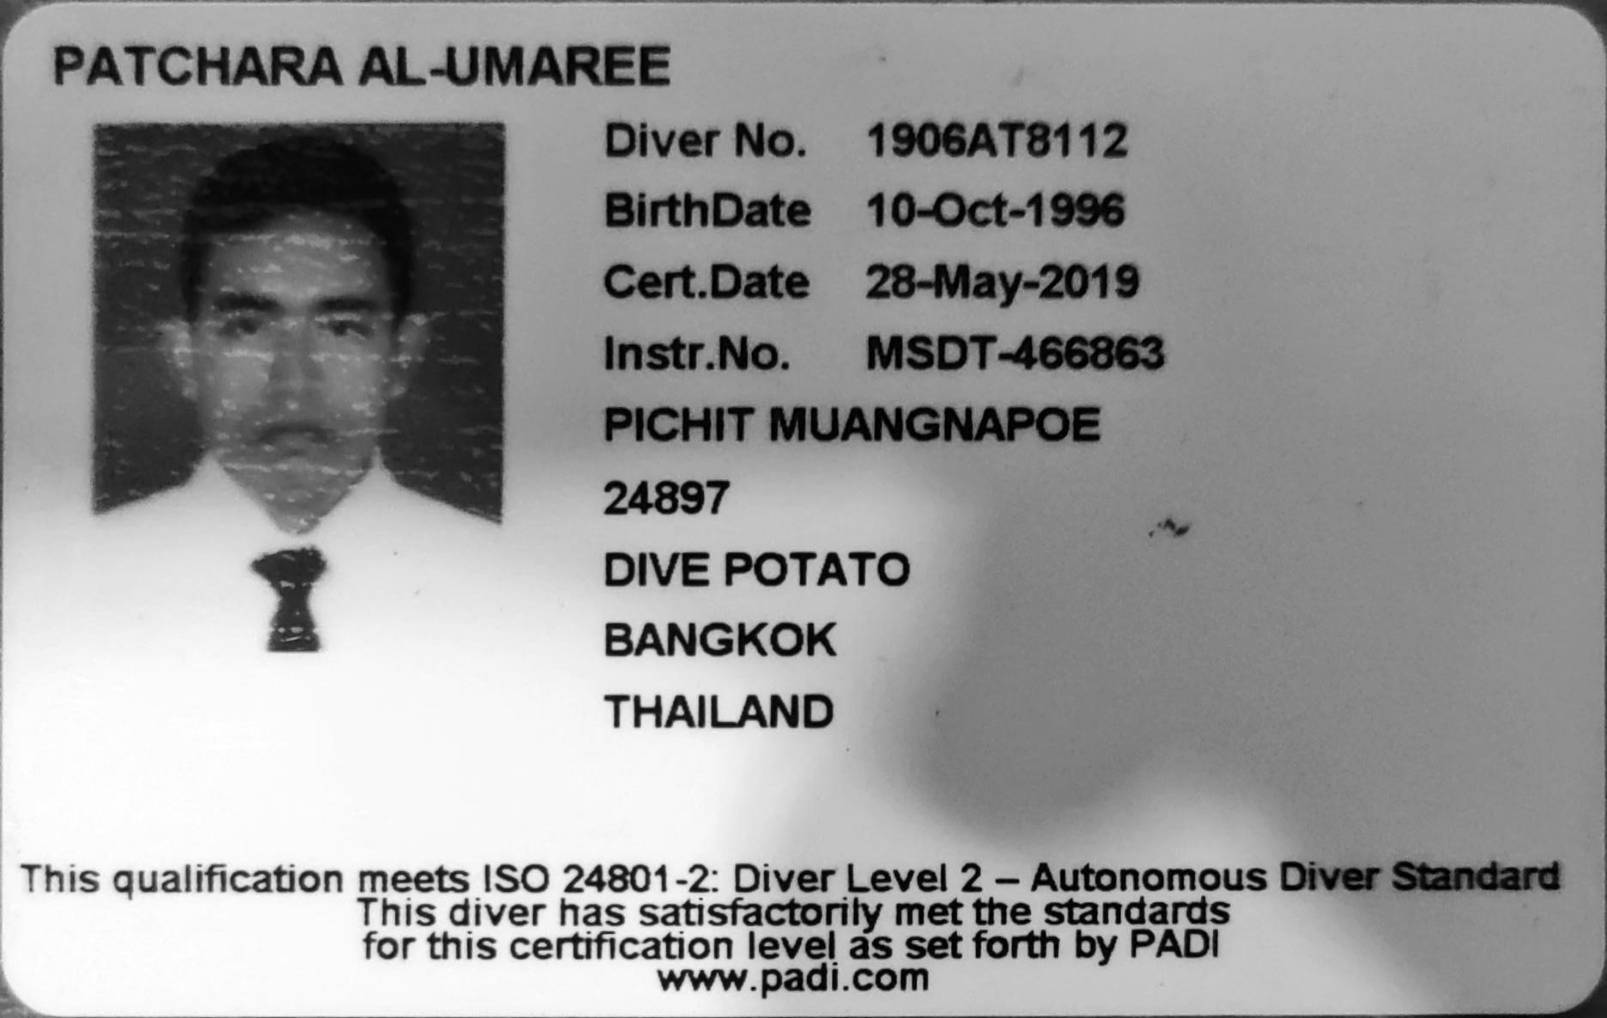 PATCHARA AL-UMAREE
Diver No. 1906AT8112
BirthDate 10-Oct-1996
Cert.Date 28-May-2019
Instr.No. MSDT-466863
PICHIT MUANGNAPOE
24897
DIVE POTATO
BANGKOK
THAILAND
This qualification meets ISO 24801-2: Diver Level 2 – Autonomous Diver Standard
This diver has satisfactorily met the standards
for this certification level as set forth by PADI
www.padi.com